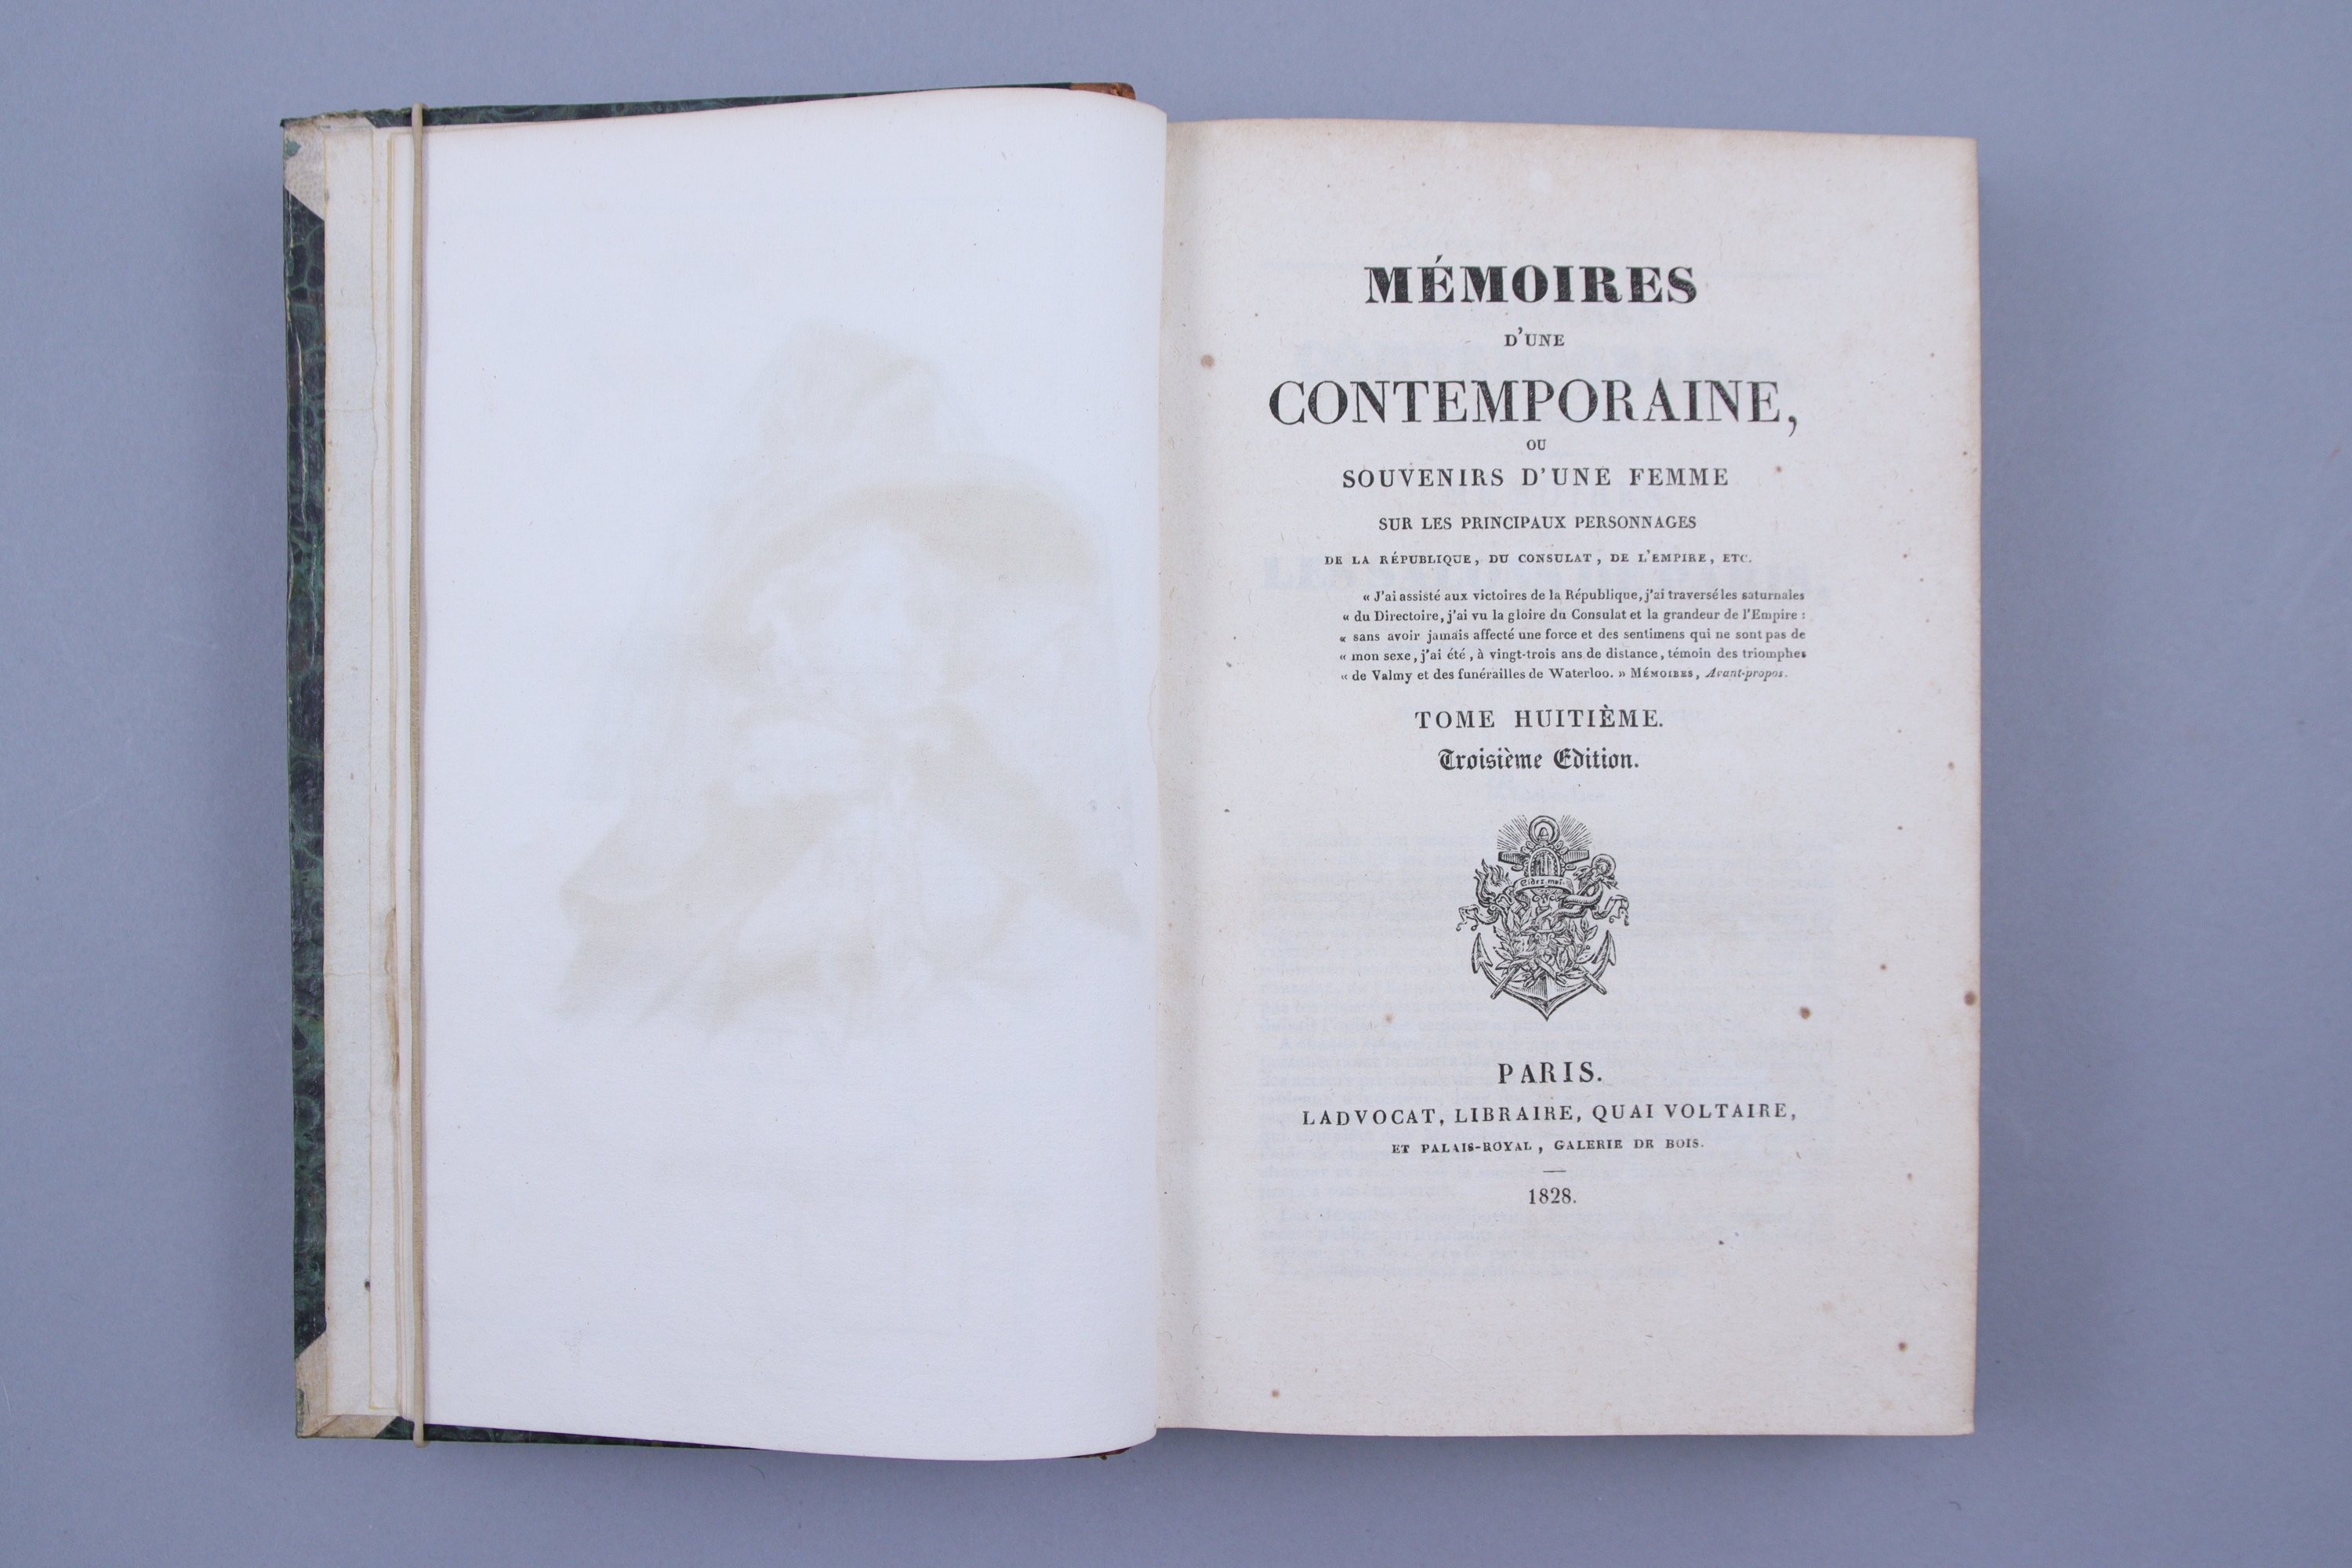 MÉMOIRES
D'UNE
CONTEMPORAINE,
OU
SOUVENIRS D'UNE FEMME
SUR LES PRINCIPAUX PERSONNAGES
DE LA RÉPUBLIQUE, DU CONSULAT, DE L'EMPIRE, ETC.
« J'ai assisté aux victoires de la République, j'ai traversé les saturnales
« du Directoire, j'ai vu la gloire du Consulat et la grandeur de l'Empire :
« sans avoir jamais affecté une force et des sentimens qui ne sont pas de
« mon sexe, j'ai été, à vingt-trois ans de distance, témoin des triomphes
« de Valmy et des funérailles de Waterloo. » MÉMOIRES, Avant-propos.
TOME HUITIÈME.
Troisième Edition.
Aidez moi
PARIS.
LADVOCAT, LIBRAIRE, QUAI VOLTAIRE,
ET PALAIS-ROYAL, GALERIE DE BOIS.
1828.